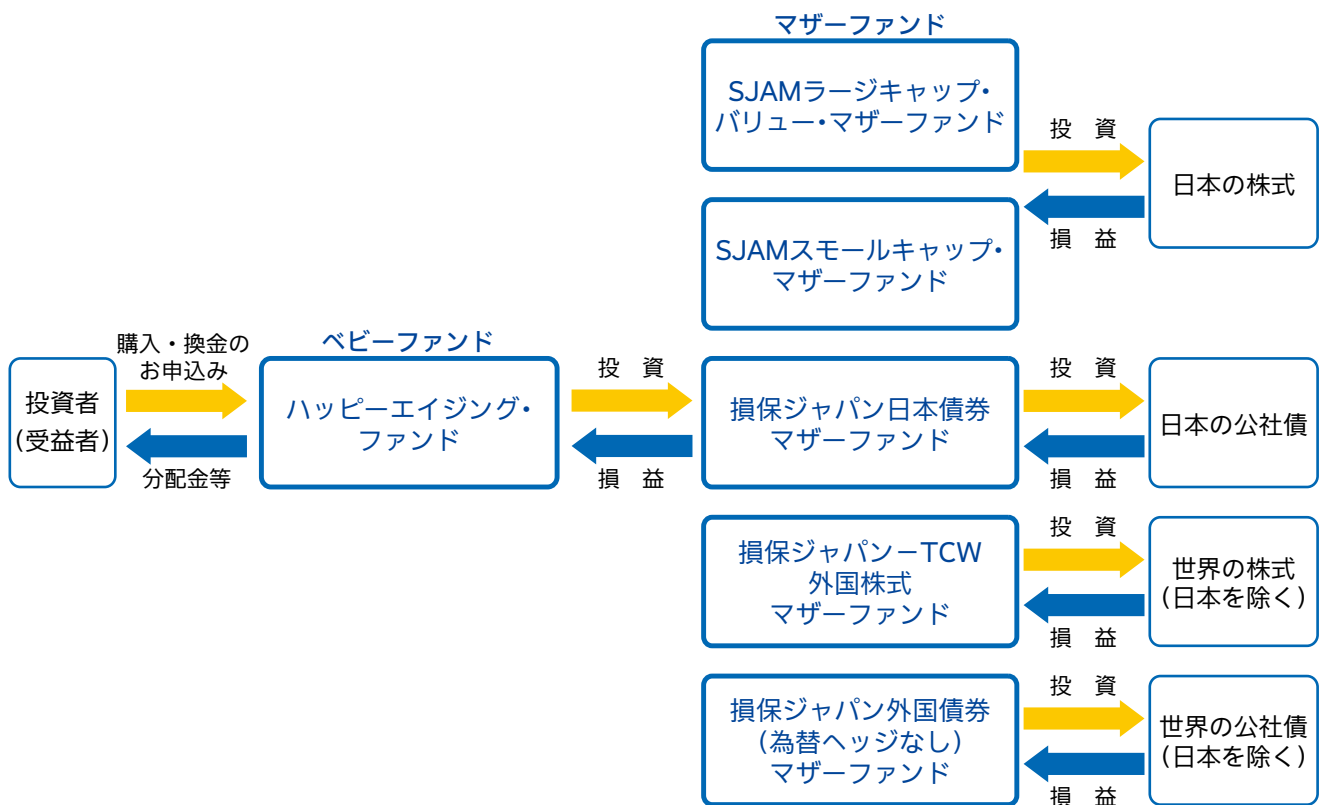 マザーファンド
SJAMラージキャップ・
バリュー・マザーファンド
投 資
日本の株式
損 益
SJAMスモールキャップ・
マザーファンド
購入・換金の
お申込み
投資者
(受益者)
分配金等
ベビーファンド
ハッピーエイジング・
ファンド
投 資
損 益
損保ジャパン日本債券
マザーファンド
投 資
損 益
日本の公社債
損保ジャパン−TCW
外国株式
マザーファンド
投 資
損 益
世界の株式
(日本を除く)
損保ジャパン外国債券
(為替ヘッジなし)
マザーファンド
投 資
損 益
世界の公社債
(日本を除く)